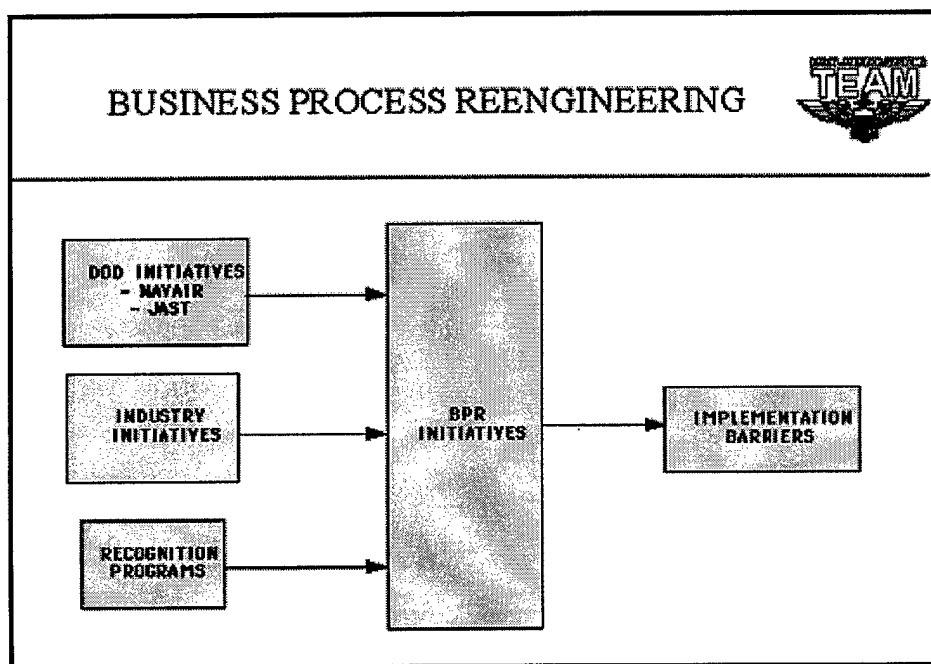 BUSINESS PROCESS REENGINEERING
TEAM
DOD INITIATIVES
- NAVAIR
- JAST
INDUSTRY
INITIATIVES
RECOGNITION
PROGRAMS
BPR
INITIATIVES
IMPLEMENTATION
BARRIERS